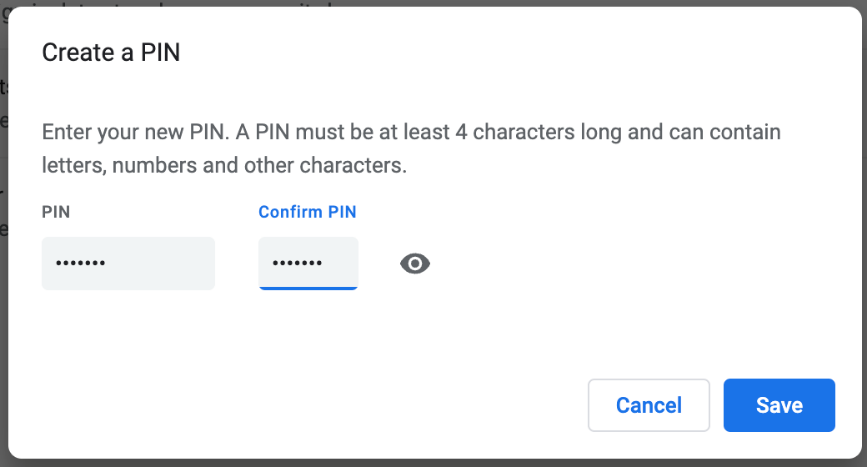 Create a PIN
Enter your new PIN. A PIN must be at least 4 characters long and can contain
letters, numbers and other characters.
PIN
Confirm PIN
•••••••
•••••••
Cancel
Save